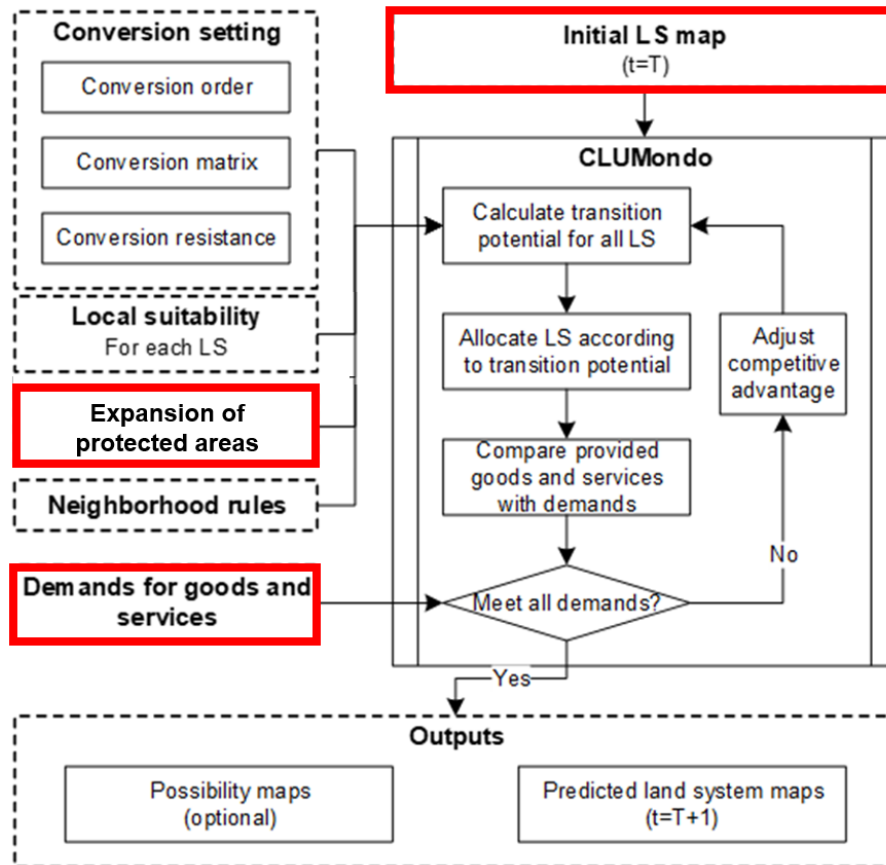 Conversion setting
Conversion order
Conversion matrix
Conversion resistance
Local suitability
For each LS
Expansion of
protected areas
Neighborhood rules
Demands for goods and
services
Initial LS map
(t=T)
CLUMondo
Calculate transition
potential for all LS
Allocate LS according
to transition potential
Compare provided
goods and services
with demands
Meet all demands?
Adjust
competitive
advantage
No
Yes
Outputs
Possibility maps
(optional)
Predicted land system maps
(t=T+1)